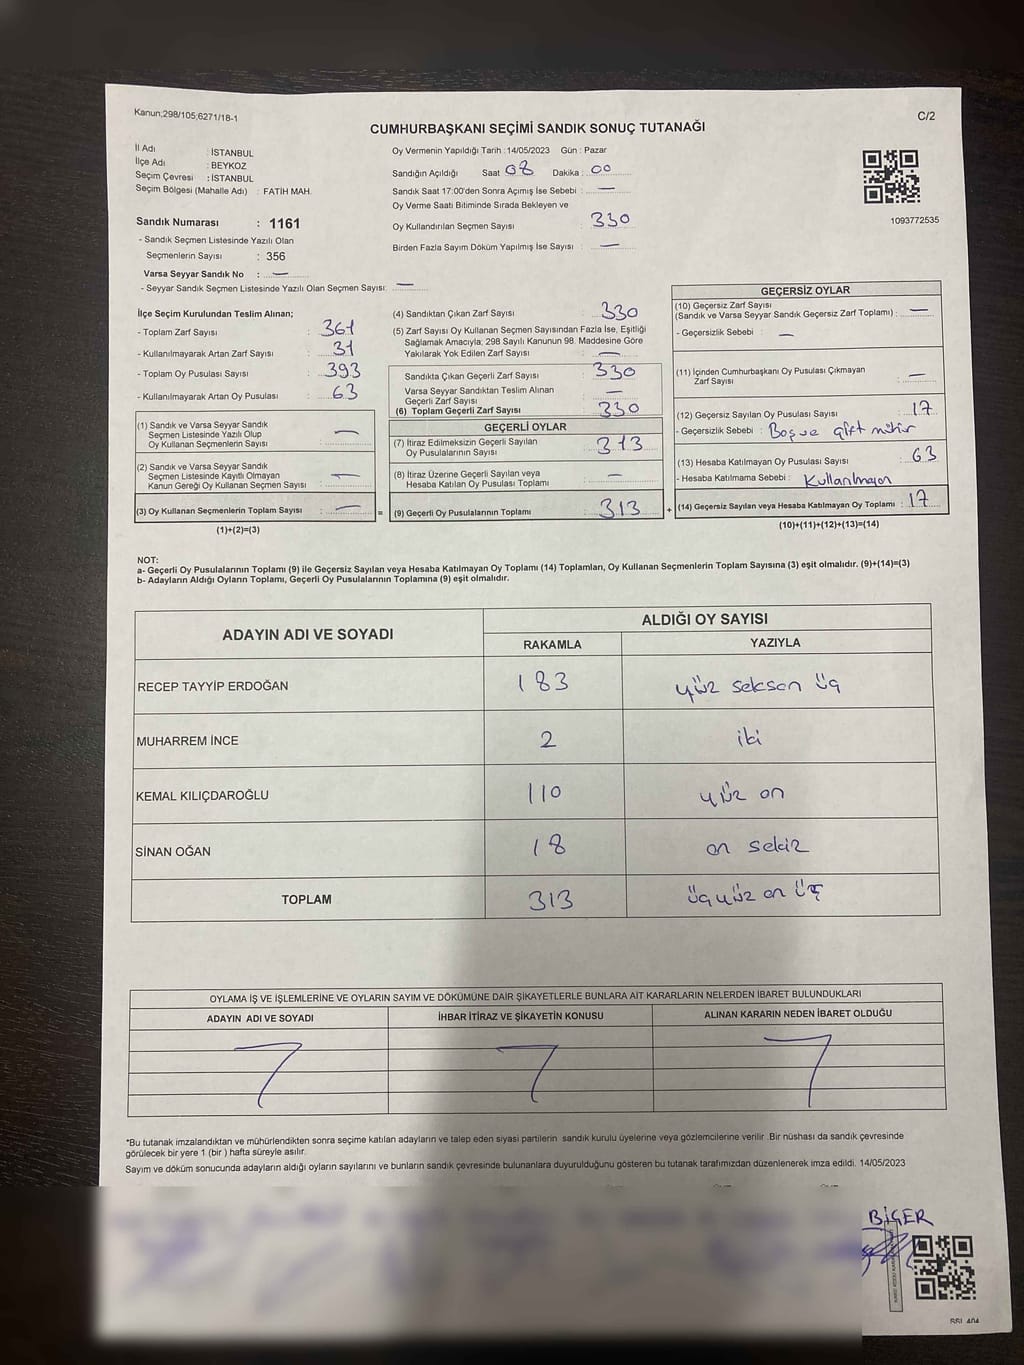 Kanun;298/105;6271/18-1
C/2
CUMHURBAŞKANI SEÇİMİ SANDIK SONUÇ TUTANAĞI
İl Adı : İSTANBUL
İlçe Adı : BEYKOZ
Seçim Çevresi : İSTANBUL
Seçim Bölgesi (Mahalle Adı) : FATİH MAH.
Sandık Numarası : 1161
- Sandık Seçmen Listesinde Yazılı Olan
Seçmenlerin Sayısı : 356
Varsa Seyyar Sandık No : —
- Seyyar Sandık Seçmen Listesinde Yazılı Olan Seçmen Sayısı: —
Oy Vermenin Yapıldığı Tarih : 14/05/2023 Gün : Pazar
Sandığın Açıldığı Saat 08 Dakika : 00
Sandık Saat 17:00'den Sonra Açımış İse Sebebi : —
Oy Verme Saati Bitiminde Sırada Bekleyen ve
Oy Kullandırılan Seçmen Sayısı : 330
Birden Fazla Sayım Döküm Yapılmış İse Sayısı : —
1093772535
İlçe Seçim Kurulundan Teslim Alınan;
- Toplam Zarf Sayısı : 361
- Kullanılmayarak Artan Zarf Sayısı : 31
- Toplam Oy Pusulası Sayısı : 393
- Kullanılmayarak Artan Oy Pusulası : 63
(1) Sandık ve Varsa Seyyar Sandık
Seçmen Listesinde Yazılı Olup
Oy Kullanan Seçmenlerin Sayısı : —
(2) Sandık ve Varsa Seyyar Sandık
Seçmen Listesinde Kayıtlı Olmayan
Kanun Gereği Oy Kullanan Seçmen Sayısı : —
(3) Oy Kullanan Seçmenlerin Toplam Sayısı : —
(1)+(2)=(3)
(4) Sandıktan Çıkan Zarf Sayısı : 330
(5) Zarf Sayısı Oy Kullanan Seçmen Sayısından Fazla İse, Eşitliği
Sağlamak Amacıyla; 298 Sayılı Kanunun 98. Maddesine Göre
Yakılarak Yok Edilen Zarf Sayısı : —
Sandıkta Çıkan Geçerli Zarf Sayısı : 330
Varsa Seyyar Sandıktan Teslim Alınan
Geçerli Zarf Sayısı : —
(6) Toplam Geçerli Zarf Sayısı : 330
GEÇERLİ OYLAR
(7) İtiraz Edilmeksizin Geçerli Sayılan
Oy Pusulalarının Sayısı : 313
(8) İtiraz Üzerine Geçerli Sayılan veya
Hesaba Katılan Oy Pusulası Toplamı : —
= (9) Geçerli Oy Pusulalarının Toplamı : 313 +
GEÇERSİZ OYLAR
(10) Geçersiz Zarf Sayısı
(Sandık ve Varsa Seyyar Sandık Geçersiz Zarf Toplamı) : —
- Geçersizlik Sebebi : —
(11) İçinden Cumhurbaşkanı Oy Pusulası Çıkmayan
Zarf Sayısı : —
(12) Geçersiz Sayılan Oy Pusulası Sayısı : 17
- Geçersizlik Sebebi : Boş ve çift mühür
(13) Hesaba Katılmayan Oy Pusulası Sayısı : 63
- Hesaba Katılmama Sebebi : Kullanılmayan
(14) Geçersiz Sayılan veya Hesaba Katılmayan Oy Toplamı : 17
(10)+(11)+(12)+(13)=(14)
NOT:
a- Geçerli Oy Pusulalarının Toplamı (9) ile Geçersiz Sayılan veya Hesaba Katılmayan Oy Toplamı (14) Toplamları, Oy Kullanan Seçmenlerin Toplam Sayısına (3) eşit olmalıdır. (9)+(14)=(3)
b- Adayların Aldığı Oyların Toplamı, Geçerli Oy Pusulalarının Toplamına (9) eşit olmalıdır.
ADAYIN ADI VE SOYADI
ALDIĞI OY SAYISI
RAKAMLA YAZIYLA
RECEP TAYYİP ERDOĞAN 183 yüz seksen üç
MUHARREM İNCE 2 iki
KEMAL KILIÇDAROĞLU 110 yüz on
SİNAN OĞAN 18 on sekiz
TOPLAM 313 üçyüz on üç
OYLAMA İŞ VE İŞLEMLERİNE VE OYLARIN SAYIM VE DÖKÜMÜNE DAİR ŞİKAYETLERLE BUNLARA AİT KARARLARIN NELERDEN İBARET BULUNDUKLARI
ADAYIN ADI VE SOYADI İHBAR İTİRAZ VE ŞİKAYETİN KONUSU ALINAN KARARIN NEDEN İBARET OLDUĞU
*Bu tutanak imzalandıktan ve mühürlendikten sonra seçime katılan adayların ve talep eden siyasi partilerin sandık kurulu üyelerine veya gözlemcilerine verilir .Bir nüshası da sandık çevresinde
görülecek bir yere 1 (bir ) hafta süreyle asılır.
Sayım ve döküm sonucunda adayların aldığı oyların sayılarını ve bunların sandık çevresinde bulunanlara duyurulduğunu gösteren bu tutanak tarafımızdan düzenlenerek imza edildi. 14/05/2023
BİÇER